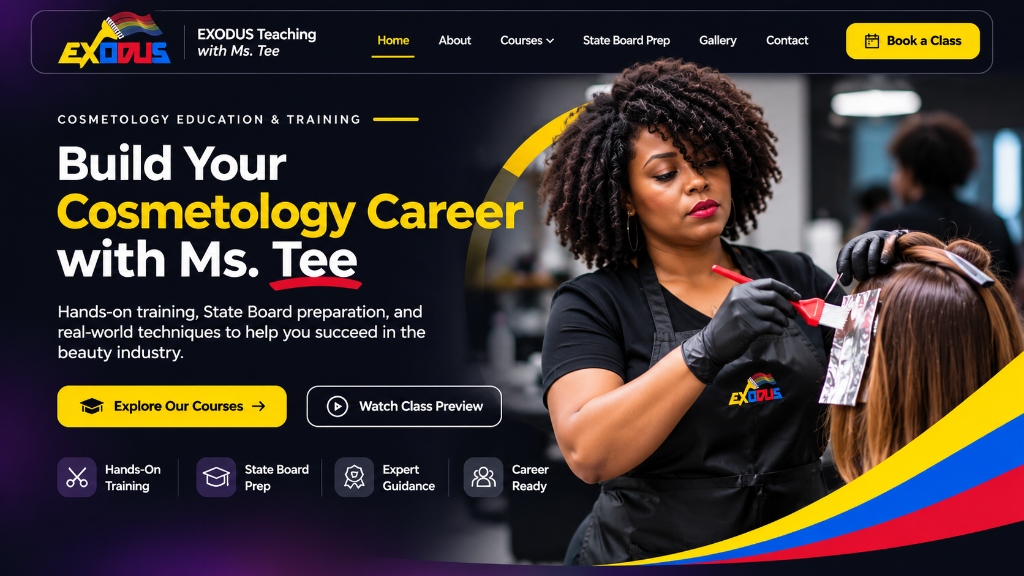 EXODUS
EXODUS Teaching
with Ms. Tee
Home
About
Courses
State Board Prep
Gallery
Contact
Book a Class
COSMETOLOGY EDUCATION & TRAINING
Build Your
Cosmetology Career
with Ms. Tee
Hands-on training, State Board preparation, and
real-world techniques to help you succeed in the
beauty industry.
Explore Our Courses
Watch Class Preview
Hands-On
Training
State Board
Prep
Expert
Guidance
Career
Ready
EXODUS